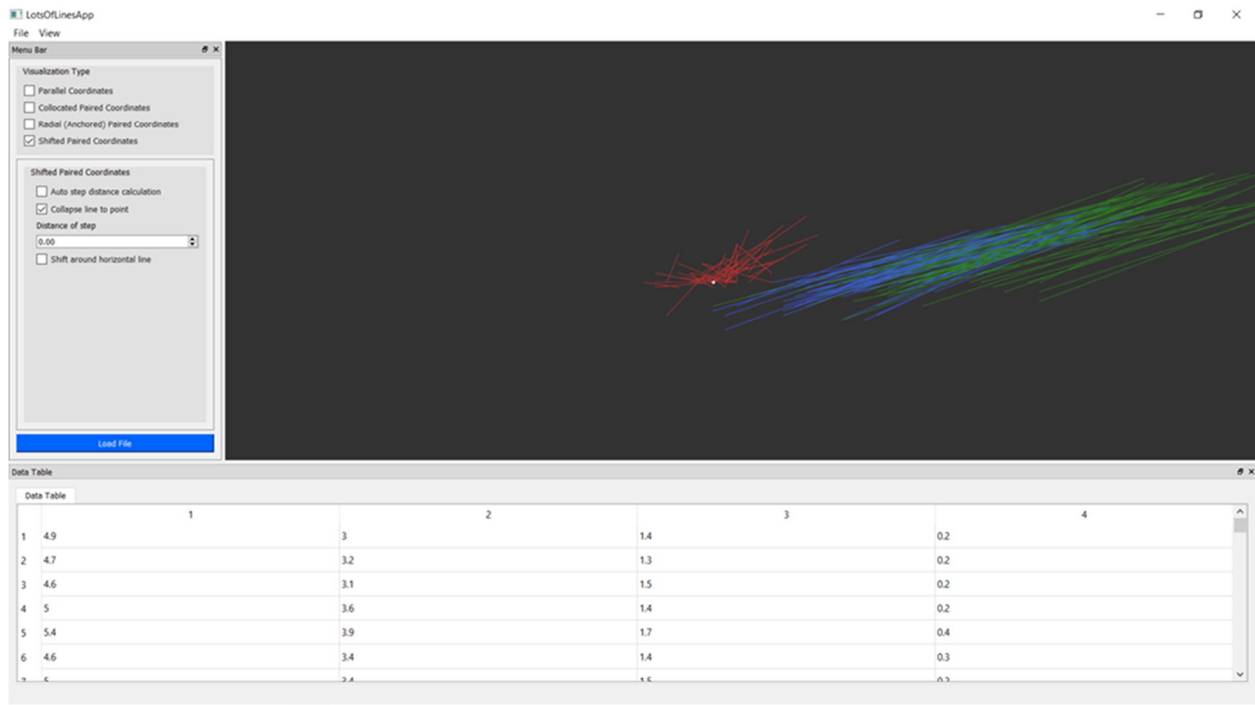 LotsOfLinesApp
File View
Menu Bar
Visualization Type
Parallel Coordinates
Collocated Paired Coordinates
Radial (Anchored) Paired Coordinates
Shifted Paired Coordinates
Shifted Paired Coordinates
Auto step distance calculation
Collapse line to point
Distance of step
0.00
Shift around horizontal line
Load File
Data Table
Data Table
1 2 3 4
1 4.9 3 1.4 0.2
2 4.7 3.2 1.3 0.2
3 4.6 3.1 1.5 0.2
4 5 3.6 1.4 0.2
5 5.4 3.9 1.7 0.4
6 4.6 3.4 1.4 0.3